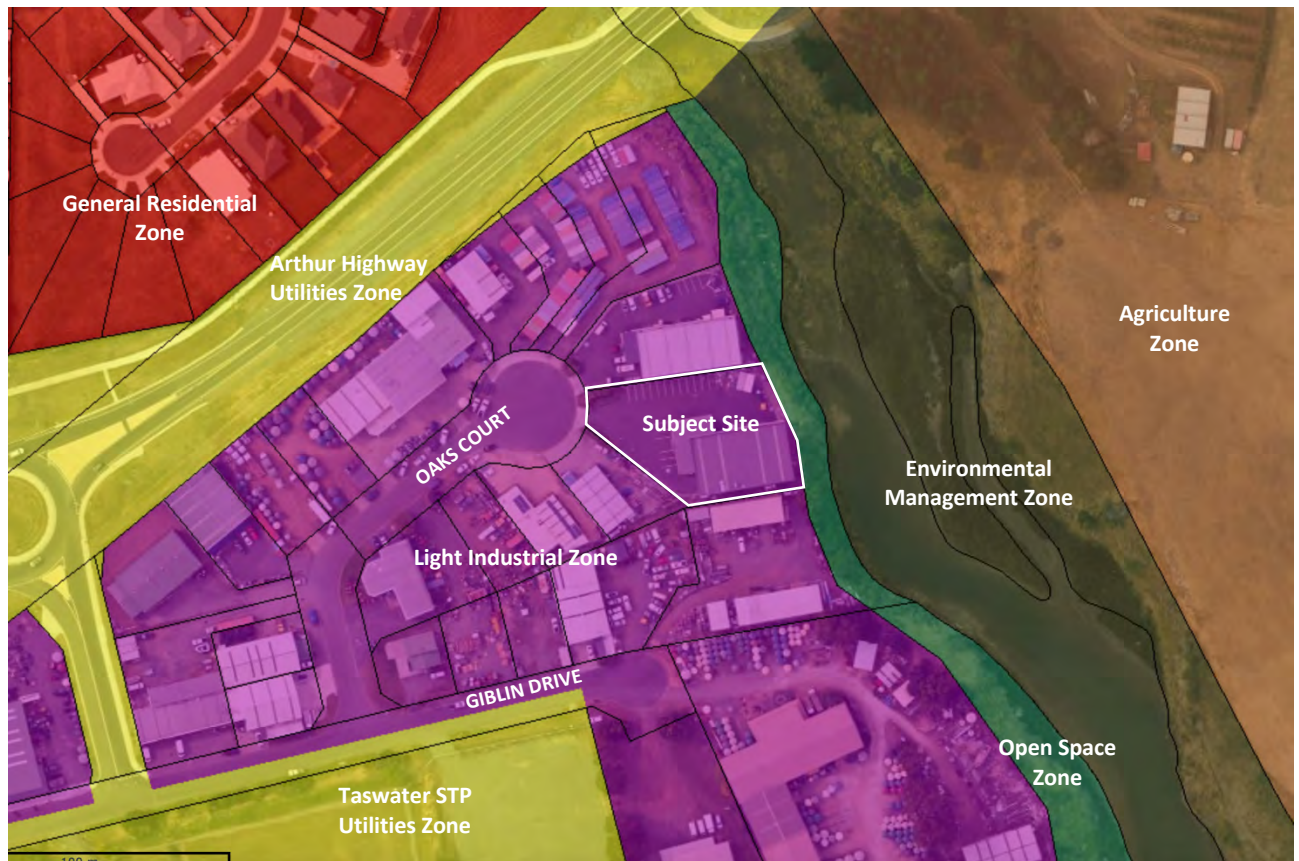 General Residential
Zone
Arthur Highway
Utilities Zone
Agriculture
Zone
OAKS COURT
Subject Site
Environmental
Management Zone
Light Industrial Zone
GIBLIN DRIVE
Open Space
Zone
Taswater STP
Utilities Zone